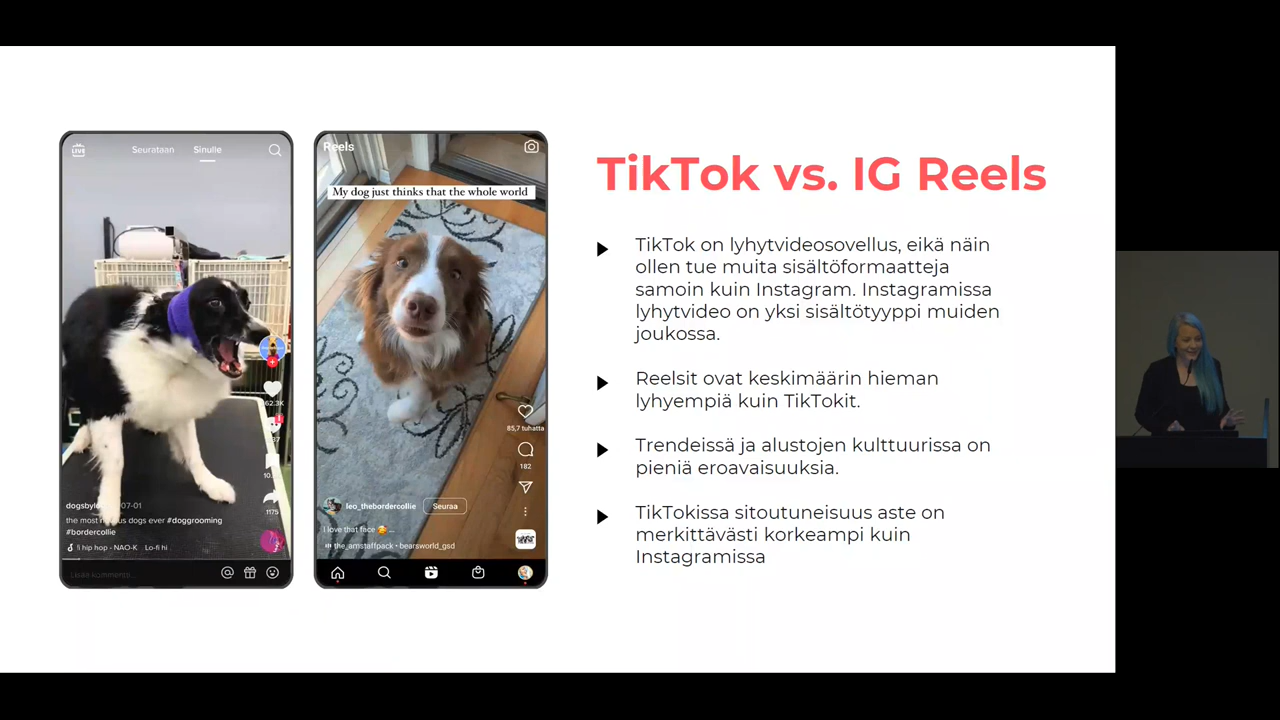 LIVE
Seurataan Sinulle
dogsbyl 07-01
the most dogs ever #doggrooming
#bordercollie
hip hop - NAO-K Lo-fi hi
1175
Lisää kommentti...
Reels
My dog just thinks that the whole world
85,7 tuhatta
182
leo_thebordercollie Seuraa
I love that face 🥰 ...
the_amstaffpack • bearsworld_gsd
TikTok vs. IG Reels
TikTok on lyhytvideosovellus, eikä näin
ollen tue muita sisältöformaatteja
samoin kuin Instagram. Instagramissa
lyhytvideo on yksi sisältötyyppi muiden
joukossa.
Reelsit ovat keskimäärin hieman
lyhyempiä kuin TikTokit.
Trendeissä ja alustojen kulttuurissa on
pieniä eroavaisuuksia.
TikTokissa sitoutuneisuus aste on
merkittävästi korkeampi kuin
Instagramissa